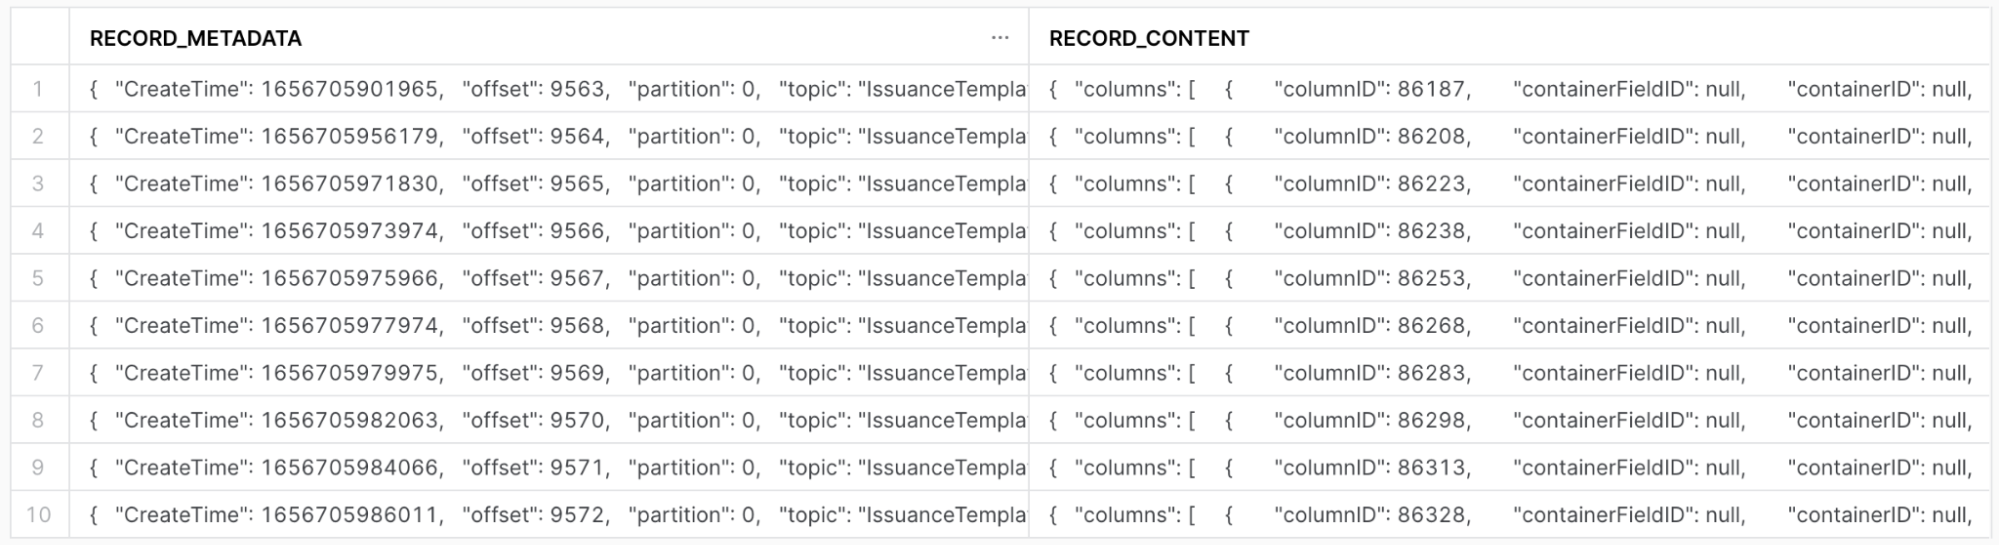 RECORD_METADATA ... RECORD_CONTENT
1 { "CreateTime": 1656705901965, "offset": 9563, "partition": 0, "topic": "IssuanceTempla { "columns": [ { "columnID": 86187, "containerFieldID": null, "containerID": null,
2 { "CreateTime": 1656705956179, "offset": 9564, "partition": 0, "topic": "IssuanceTempla { "columns": [ { "columnID": 86208, "containerFieldID": null, "containerID": null,
3 { "CreateTime": 1656705971830, "offset": 9565, "partition": 0, "topic": "IssuanceTempla { "columns": [ { "columnID": 86223, "containerFieldID": null, "containerID": null,
4 { "CreateTime": 1656705973974, "offset": 9566, "partition": 0, "topic": "IssuanceTempla { "columns": [ { "columnID": 86238, "containerFieldID": null, "containerID": null,
5 { "CreateTime": 1656705975966, "offset": 9567, "partition": 0, "topic": "IssuanceTempla { "columns": [ { "columnID": 86253, "containerFieldID": null, "containerID": null,
6 { "CreateTime": 1656705977974, "offset": 9568, "partition": 0, "topic": "IssuanceTempla { "columns": [ { "columnID": 86268, "containerFieldID": null, "containerID": null,
7 { "CreateTime": 1656705979975, "offset": 9569, "partition": 0, "topic": "IssuanceTempla { "columns": [ { "columnID": 86283, "containerFieldID": null, "containerID": null,
8 { "CreateTime": 1656705982063, "offset": 9570, "partition": 0, "topic": "IssuanceTempla { "columns": [ { "columnID": 86298, "containerFieldID": null, "containerID": null,
9 { "CreateTime": 1656705984066, "offset": 9571, "partition": 0, "topic": "IssuanceTempla { "columns": [ { "columnID": 86313, "containerFieldID": null, "containerID": null,
10 { "CreateTime": 1656705986011, "offset": 9572, "partition": 0, "topic": "IssuanceTempla { "columns": [ { "columnID": 86328, "containerFieldID": null, "containerID": null,